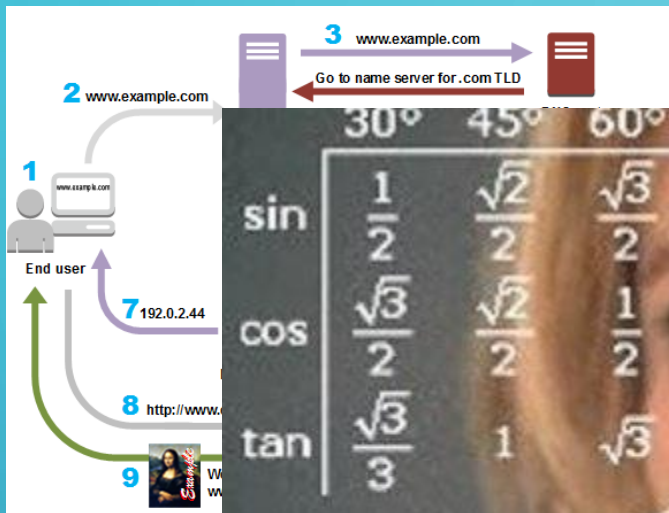 3 www.example.com
Go to name server for .com TLD
2 www.example.com
1
www.example.com
End user
7 192.0.2.44
8 http://www.
9 Example
30° 45° 60°
sin 1/2 √2/2 √3/2
cos √3/2 √2/2 1/2
tan √3/3 1 √3